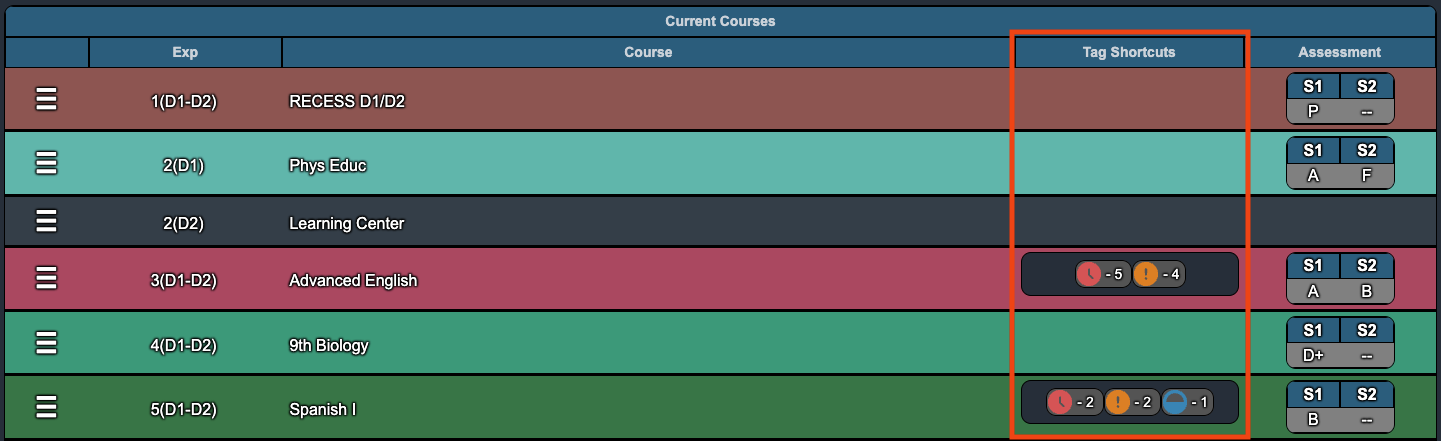 Current Courses
Exp Course Tag Shortcuts Assessment
S1 S2
1(D1-D2) RECESS D1/D2
P --
S1 S2
2(D1) Phys Educ
A F
2(D2) Learning Center
S1 S2
3(D1-D2) Advanced English - 5 ! - 4
A B
S1 S2
4(D1-D2) 9th Biology
D+ --
S1 S2
5(D1-D2) Spanish I - 2 ! - 2 - 1
B --